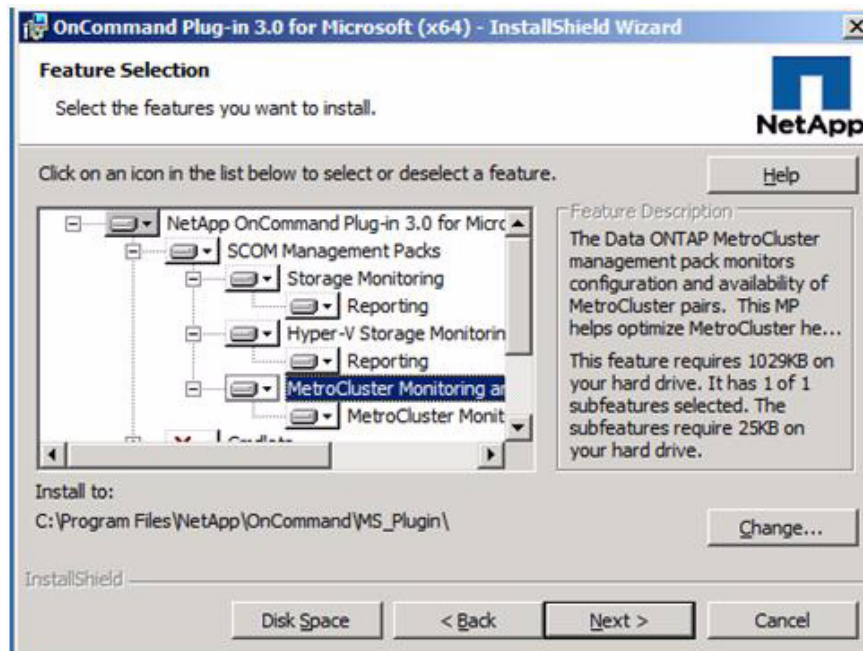 OnCommand Plug-in 3.0 for Microsoft (x64) - InstallShield Wizard
Feature Selection
Select the features you want to install.
NetApp
Click on an icon in the list below to select or deselect a feature.
Help
NetApp OnCommand Plug-in 3.0 for Micro
SCOM Management Packs
Storage Monitoring
Reporting
Hyper-V Storage Monitorin
Reporting
MetroCluster Monitoring an
MetroCluster Monit
Cmdlets
Feature Description
The Data ONTAP MetroCluster
management pack monitors
configuration and availability of
MetroCluster pairs. This MP
helps optimize MetroCluster he...
This feature requires 1029KB on
your hard drive. It has 1 of 1
subfeatures selected. The
subfeatures require 25KB on
your hard drive.
Install to:
C:\Program Files\NetApp\OnCommand\MS_Plugin\
Change...
InstallShield
Disk Space
< Back
Next >
Cancel